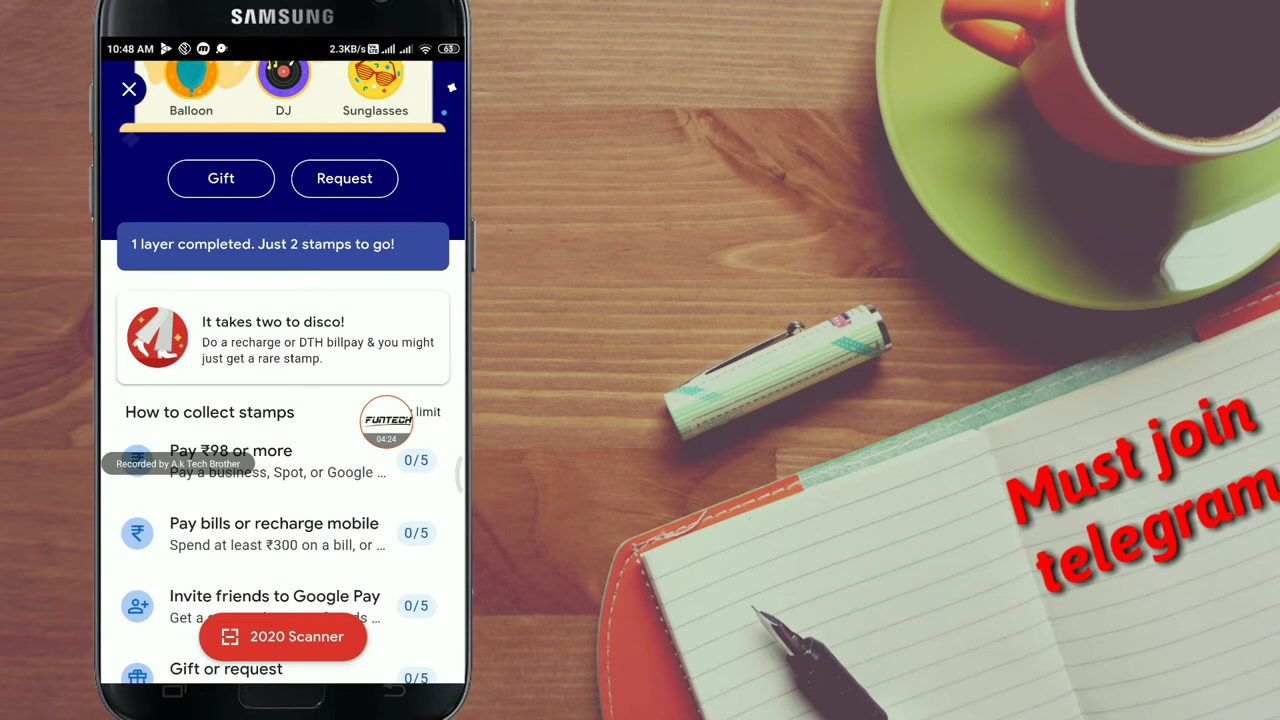 SAMSUNG
10:48 AM
2.3KB/s
63
Balloon
DJ
Sunglasses
Gift
Request
1 layer completed. Just 2 stamps to go!
It takes two to disco!
Do a recharge or DTH billpay & you might
just get a rare stamp.
How to collect stamps
limit
FUNTECH
04:24
Pay ₹98 or more
0/5
Recorded by A.k Tech Brother
Pay a business, Spot, or Google ...
Pay bills or recharge mobile
0/5
Spend at least ₹300 on a bill, or ...
Invite friends to Google Pay
0/5
Get a
...
2020 Scanner
Gift or request
0/5
Must join
telegram